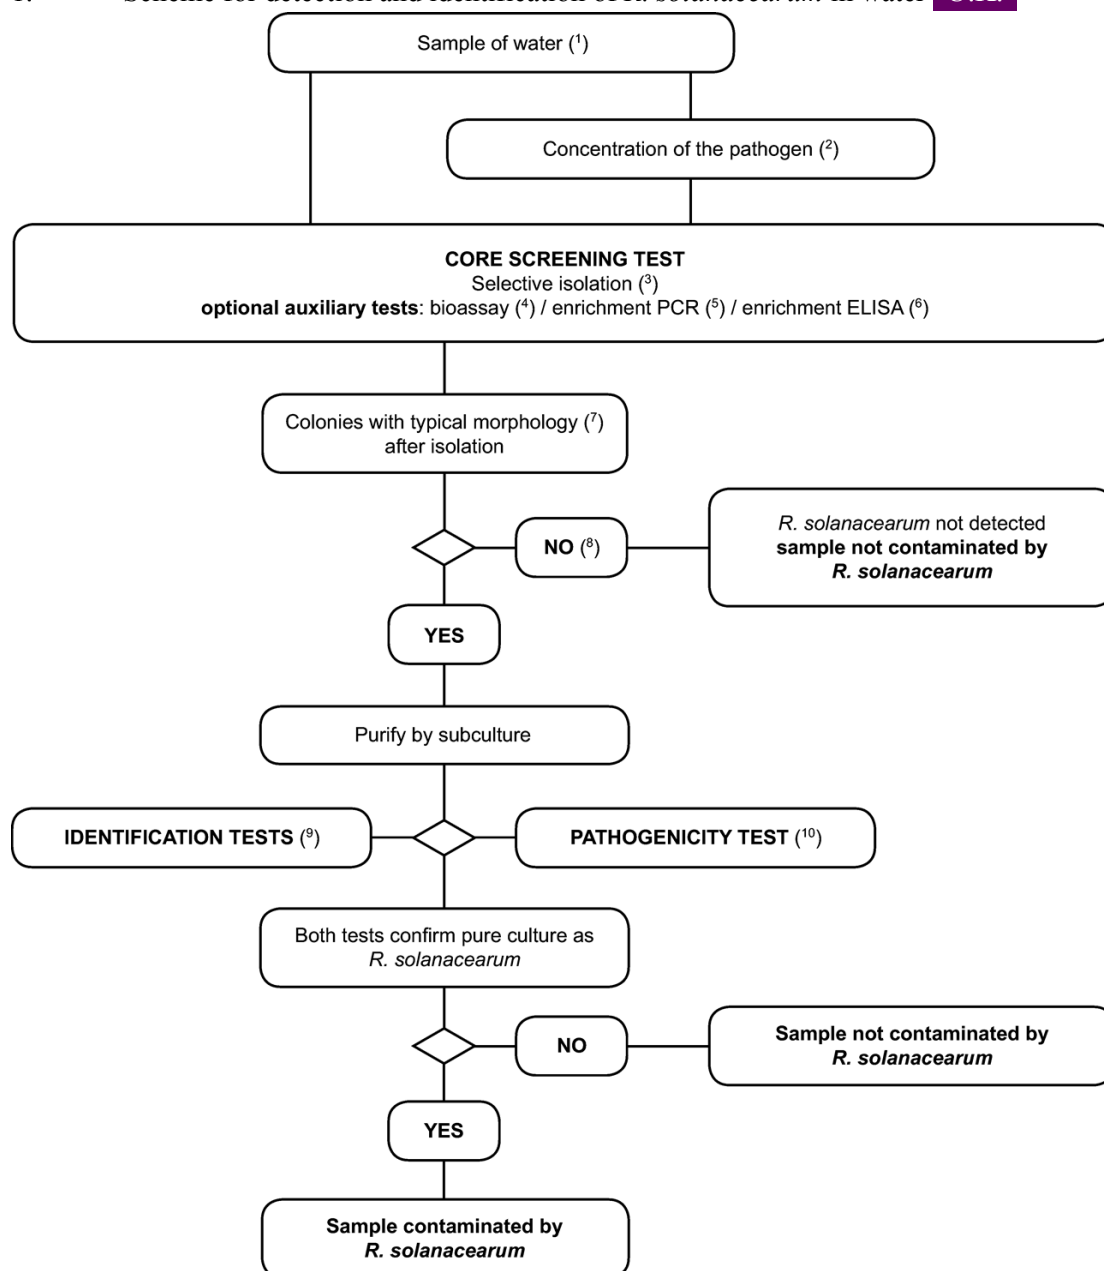 Sample of water (¹)
Concentration of the pathogen (²)
CORE SCREENING TEST
Selective isolation (³)
optional auxiliary tests: bioassay (⁴) / enrichment PCR (⁵) / enrichment ELISA (⁶)
Colonies with typical morphology (⁷)
after isolation
NO (⁸)
R. solanacearum not detected
sample not contaminated by
R. solanacearum
YES
Purify by subculture
IDENTIFICATION TESTS (⁹)
PATHOGENICITY TEST (¹⁰)
Both tests confirm pure culture as
R. solanacearum
NO
Sample not contaminated by
R. solanacearum
YES
Sample contaminated by
R. solanacearum